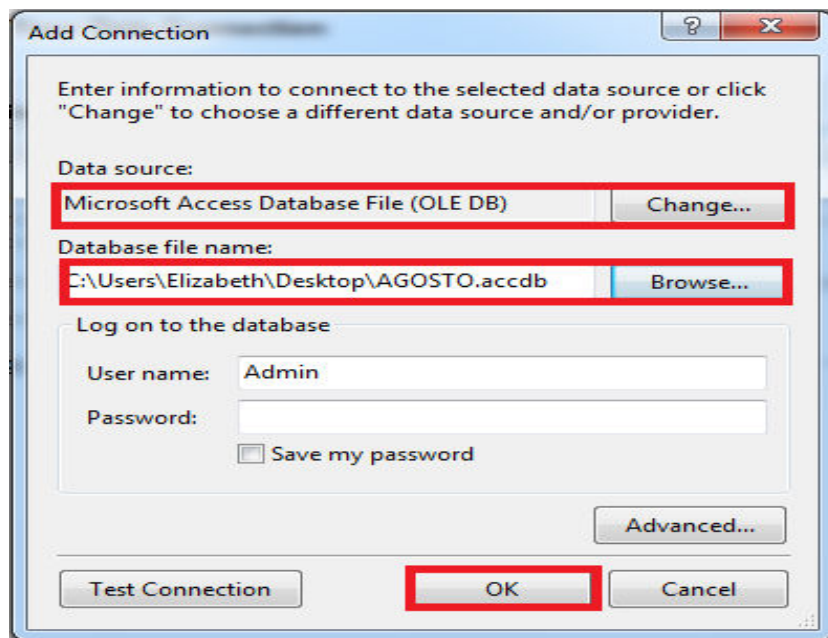 Add Connection
Enter information to connect to the selected data source or click
"Change" to choose a different data source and/or provider.
Data source:
Microsoft Access Database File (OLE DB)
Change...
Database file name:
C:\Users\Elizabeth\Desktop\AGOSTO.accdb
Browse...
Log on to the database
User name:
Admin
Password:
Save my password
Advanced...
Test Connection
OK
Cancel